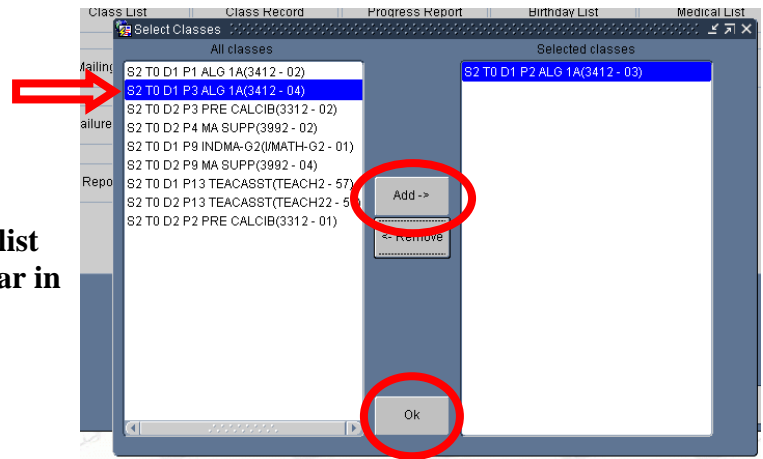 Class List Class Record Progress Report Birthday List Medical List
Select Classes
All classes Selected classes
Mailing
S2 T0 D1 P1 ALG 1A(3412 - 02) S2 T0 D1 P2 ALG 1A(3412 - 03)
S2 T0 D1 P3 ALG 1A(3412 - 04)
S2 T0 D2 P3 PRE CALCIB(3312 - 02)
ailure
S2 T0 D2 P4 MA SUPP(3992 - 02)
S2 T0 D1 P9 INDMA-G2(I/MATH-G2 - 01)
S2 T0 D2 P9 MA SUPP(3992 - 04)
Repo
S2 T0 D1 P13 TEACASST(TEACH2 - 57)
Add ->
S2 T0 D2 P13 TEACASST(TEACH22 - 5
S2 T0 D2 P2 PRE CALCIB(3312 - 01)
<- Remove
list
ar in
Ok